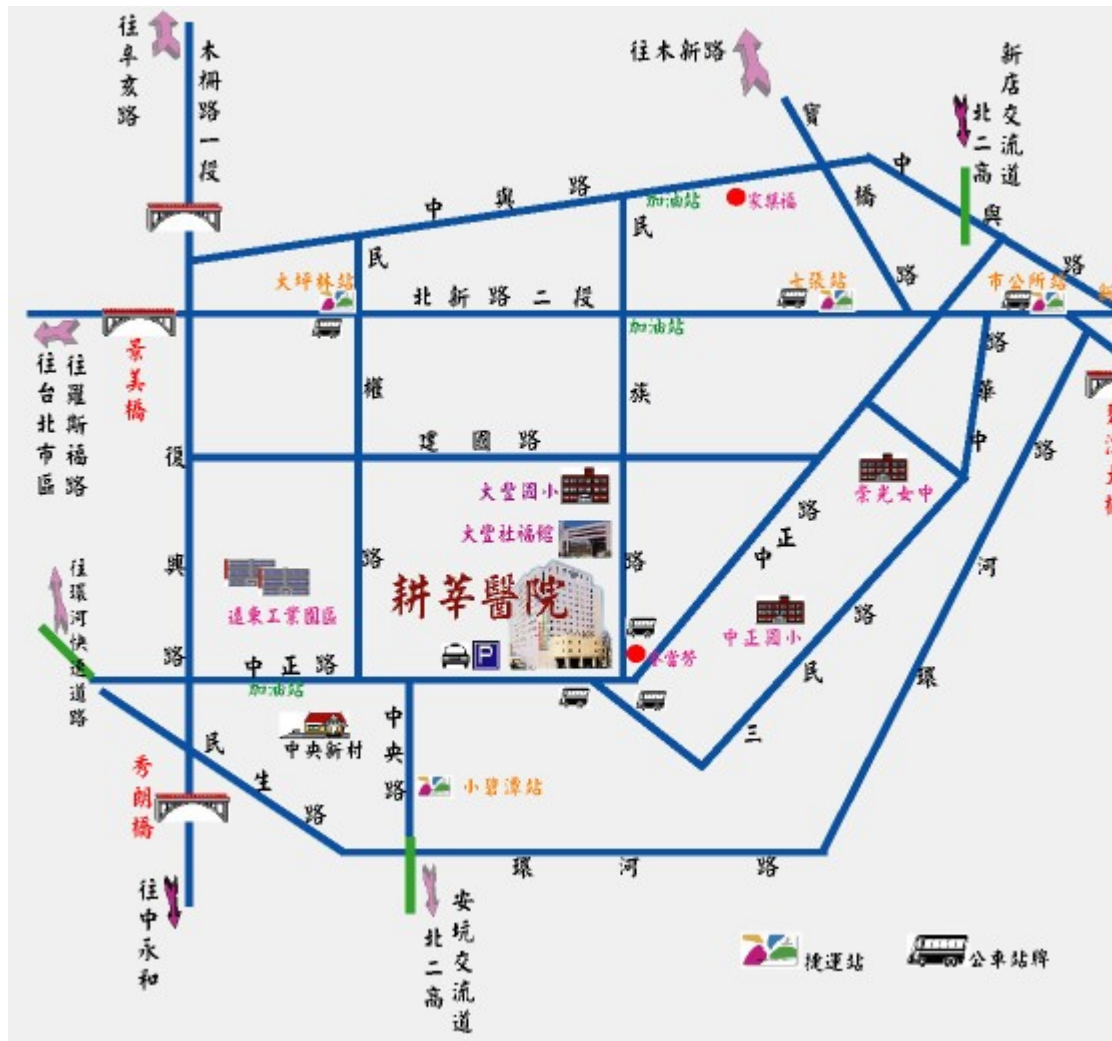 往辛亥路
木柵路一段
往木新路
新店交流道
北二高
中興路
寶橋路
中興路
加油站
家樂福
民權路
民族路
大坪林站
北新路二段
七張站
市公所站
加油站
景美橋
往羅斯福路
往台北市區
復興路
建國路
中華路
環河路
大豐國小
崇光女中
大豐社福館
中正路
耕莘醫院
遠東工業園區
中正國小
三民路
往環河快速道路
中正路
加油站
中央新村
中央路
小碧潭站
民生路
秀朗橋
環河路
往中永和
安坑交流道
北二高
P
捷運站
公車站牌